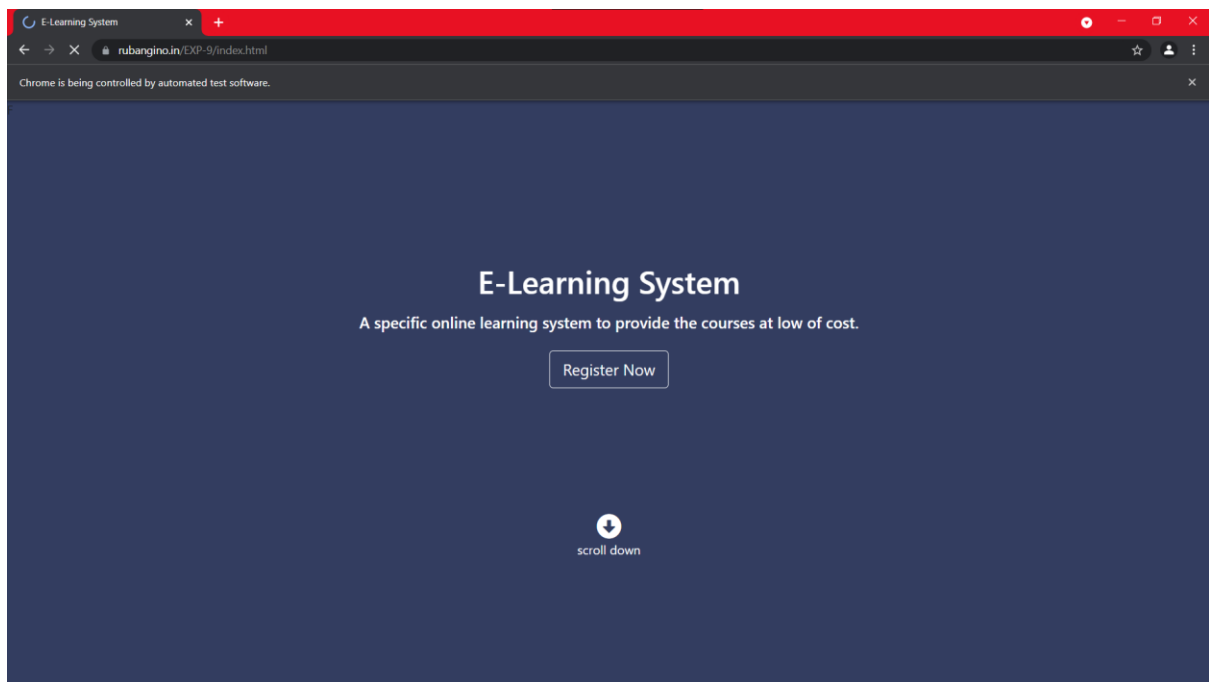 E-Learning System
rubangino.in/EXP-9/index.html
Chrome is being controlled by automated test software.
E-Learning System
A specific online learning system to provide the courses at low of cost.
Register Now
scroll down